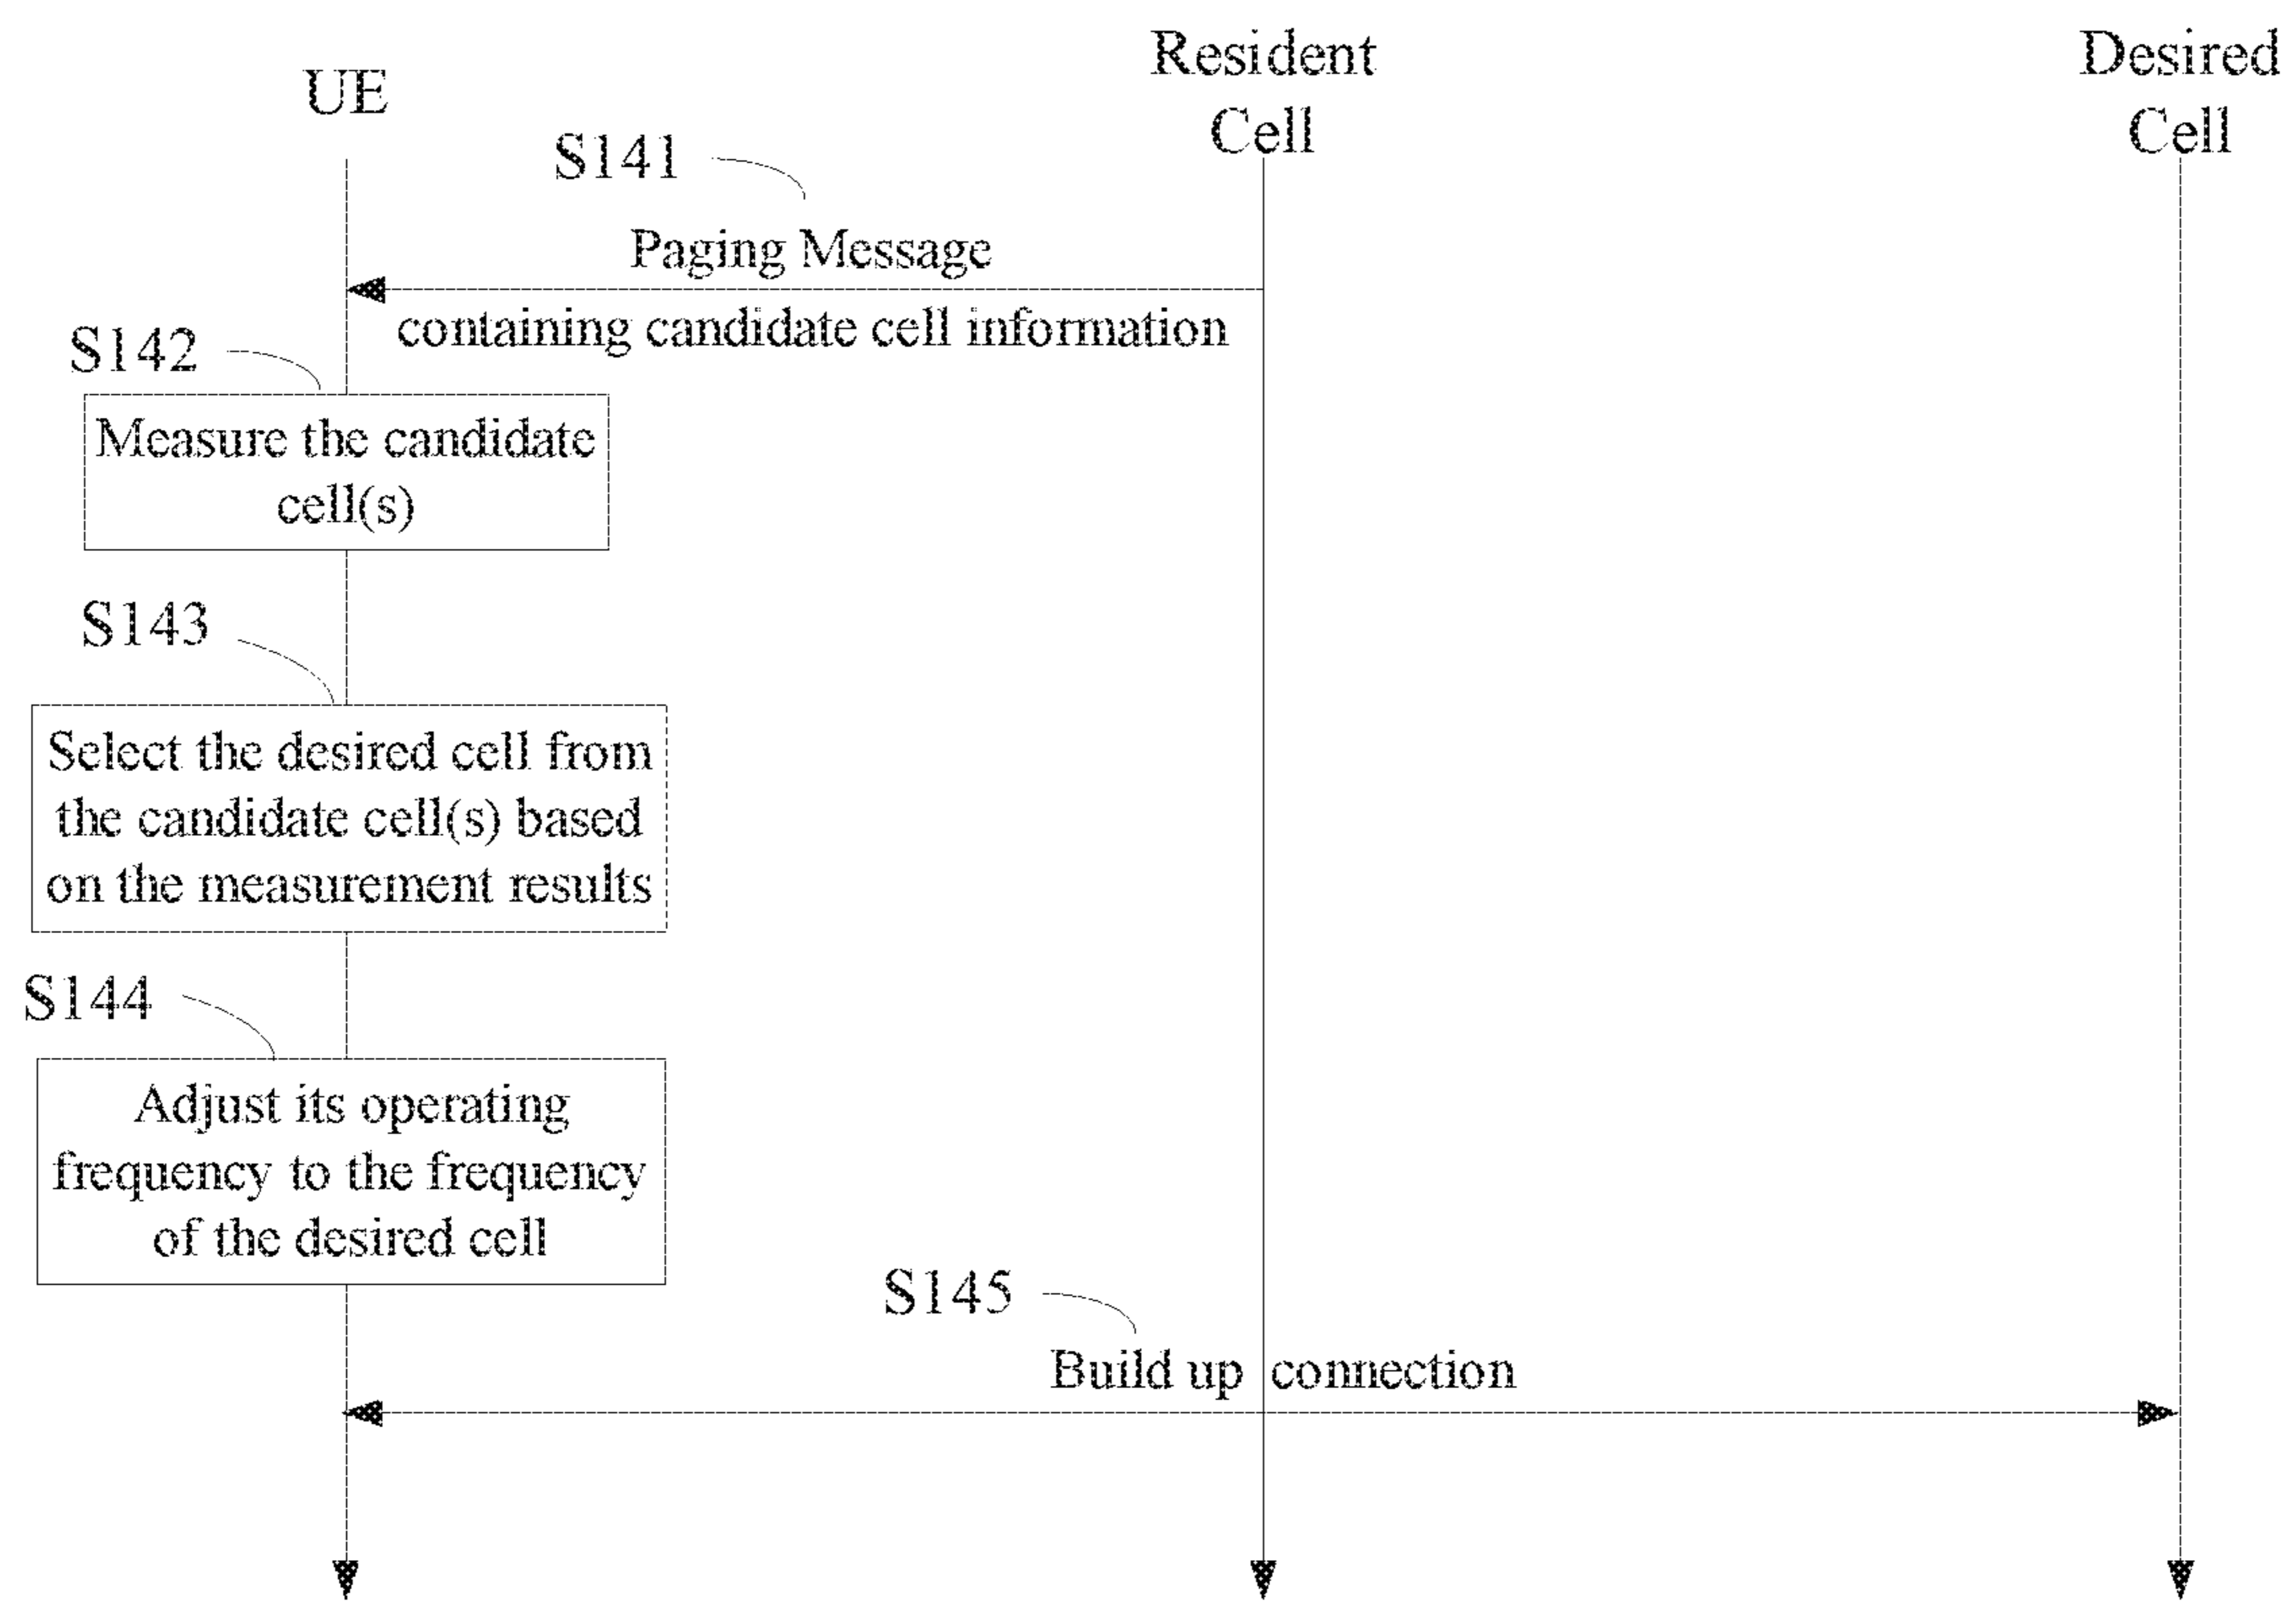 UE
Resident
Cell
Desired
Cell
S141
Paging Message
containing candidate cell information
S142
Measure the candidate
cell(s)
S143
Select the desired cell from
the candidate cell(s) based
on the measurement results
S144
Adjust its operating
frequency to the frequency
of the desired cell
S145
Build up connection